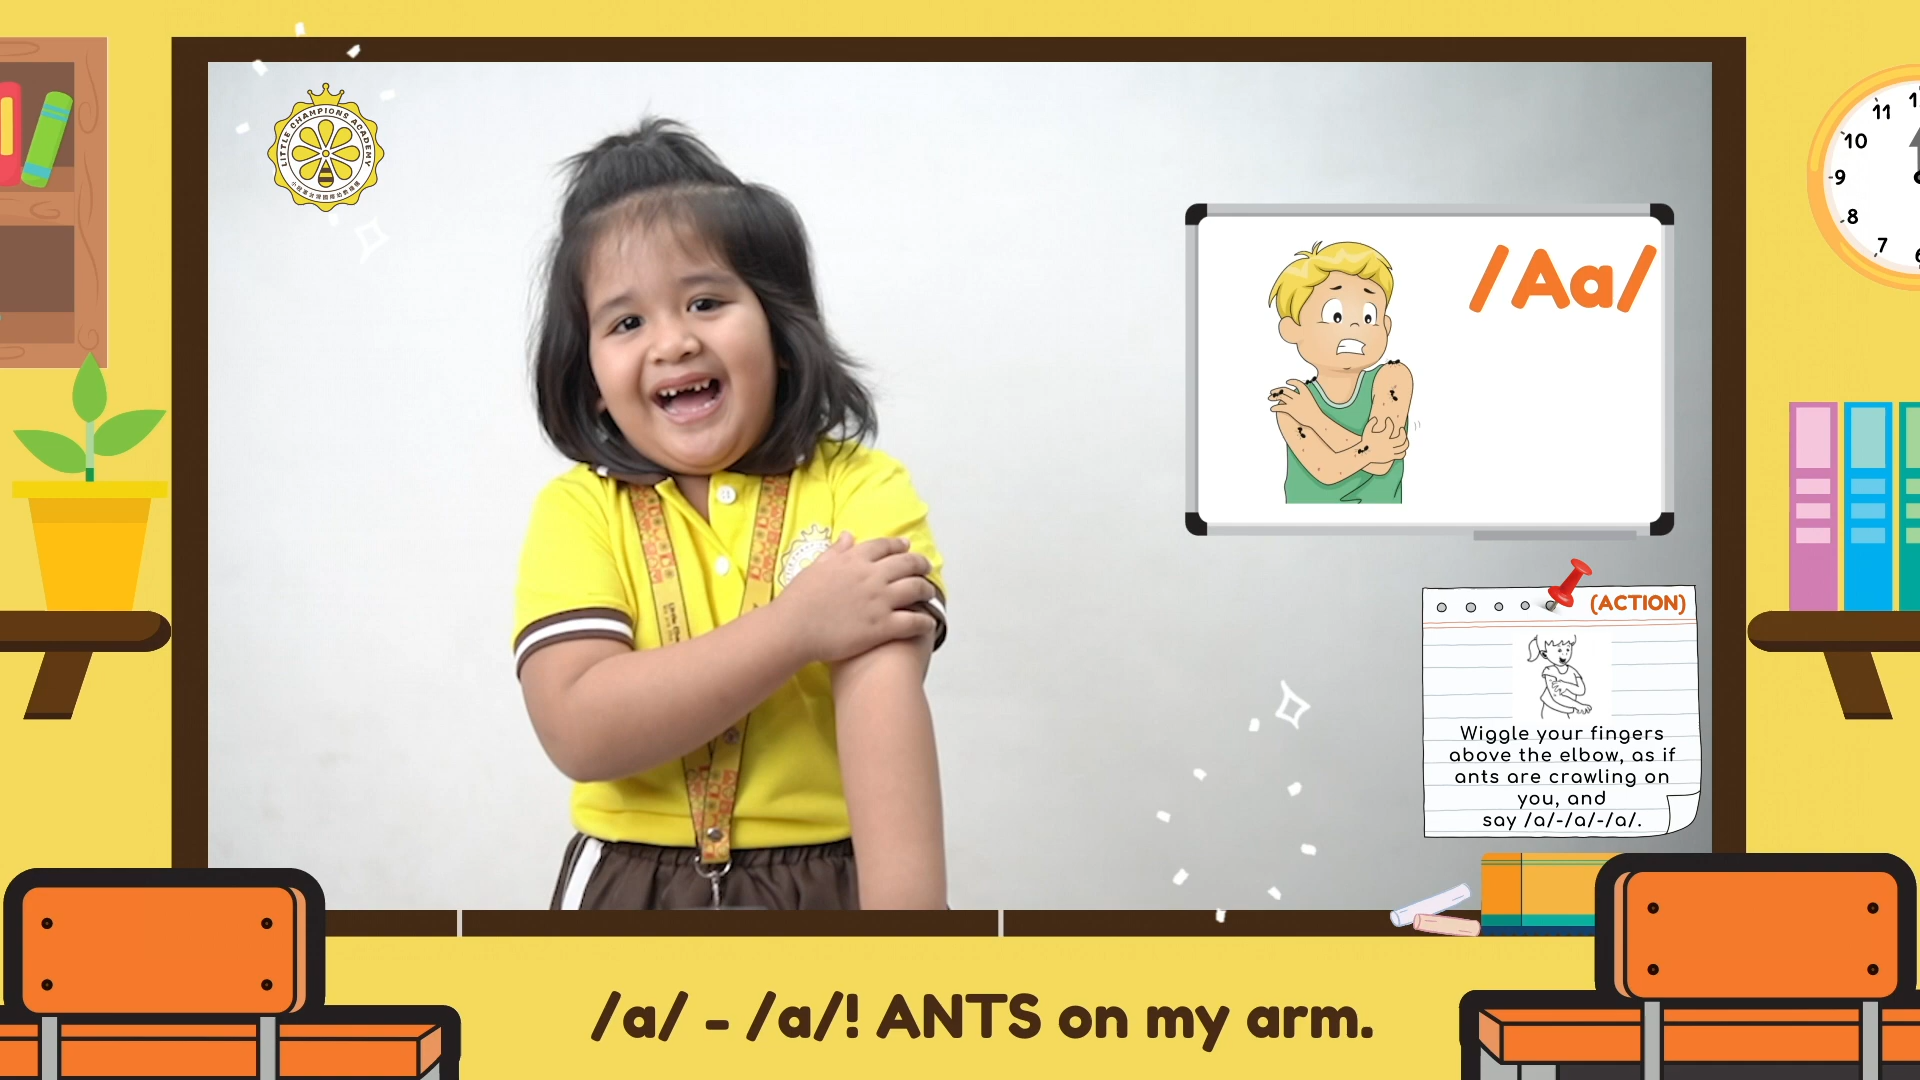 LITTLE CHAMPIONS ACADEMY
/Aa/
11
10
9
8
7
(ACTION)
Wiggle your fingers
above the elbow, as if
ants are crawling on
you, and
say /a/-/a/-/a/.
/a/ - /a/! ANTS on my arm.